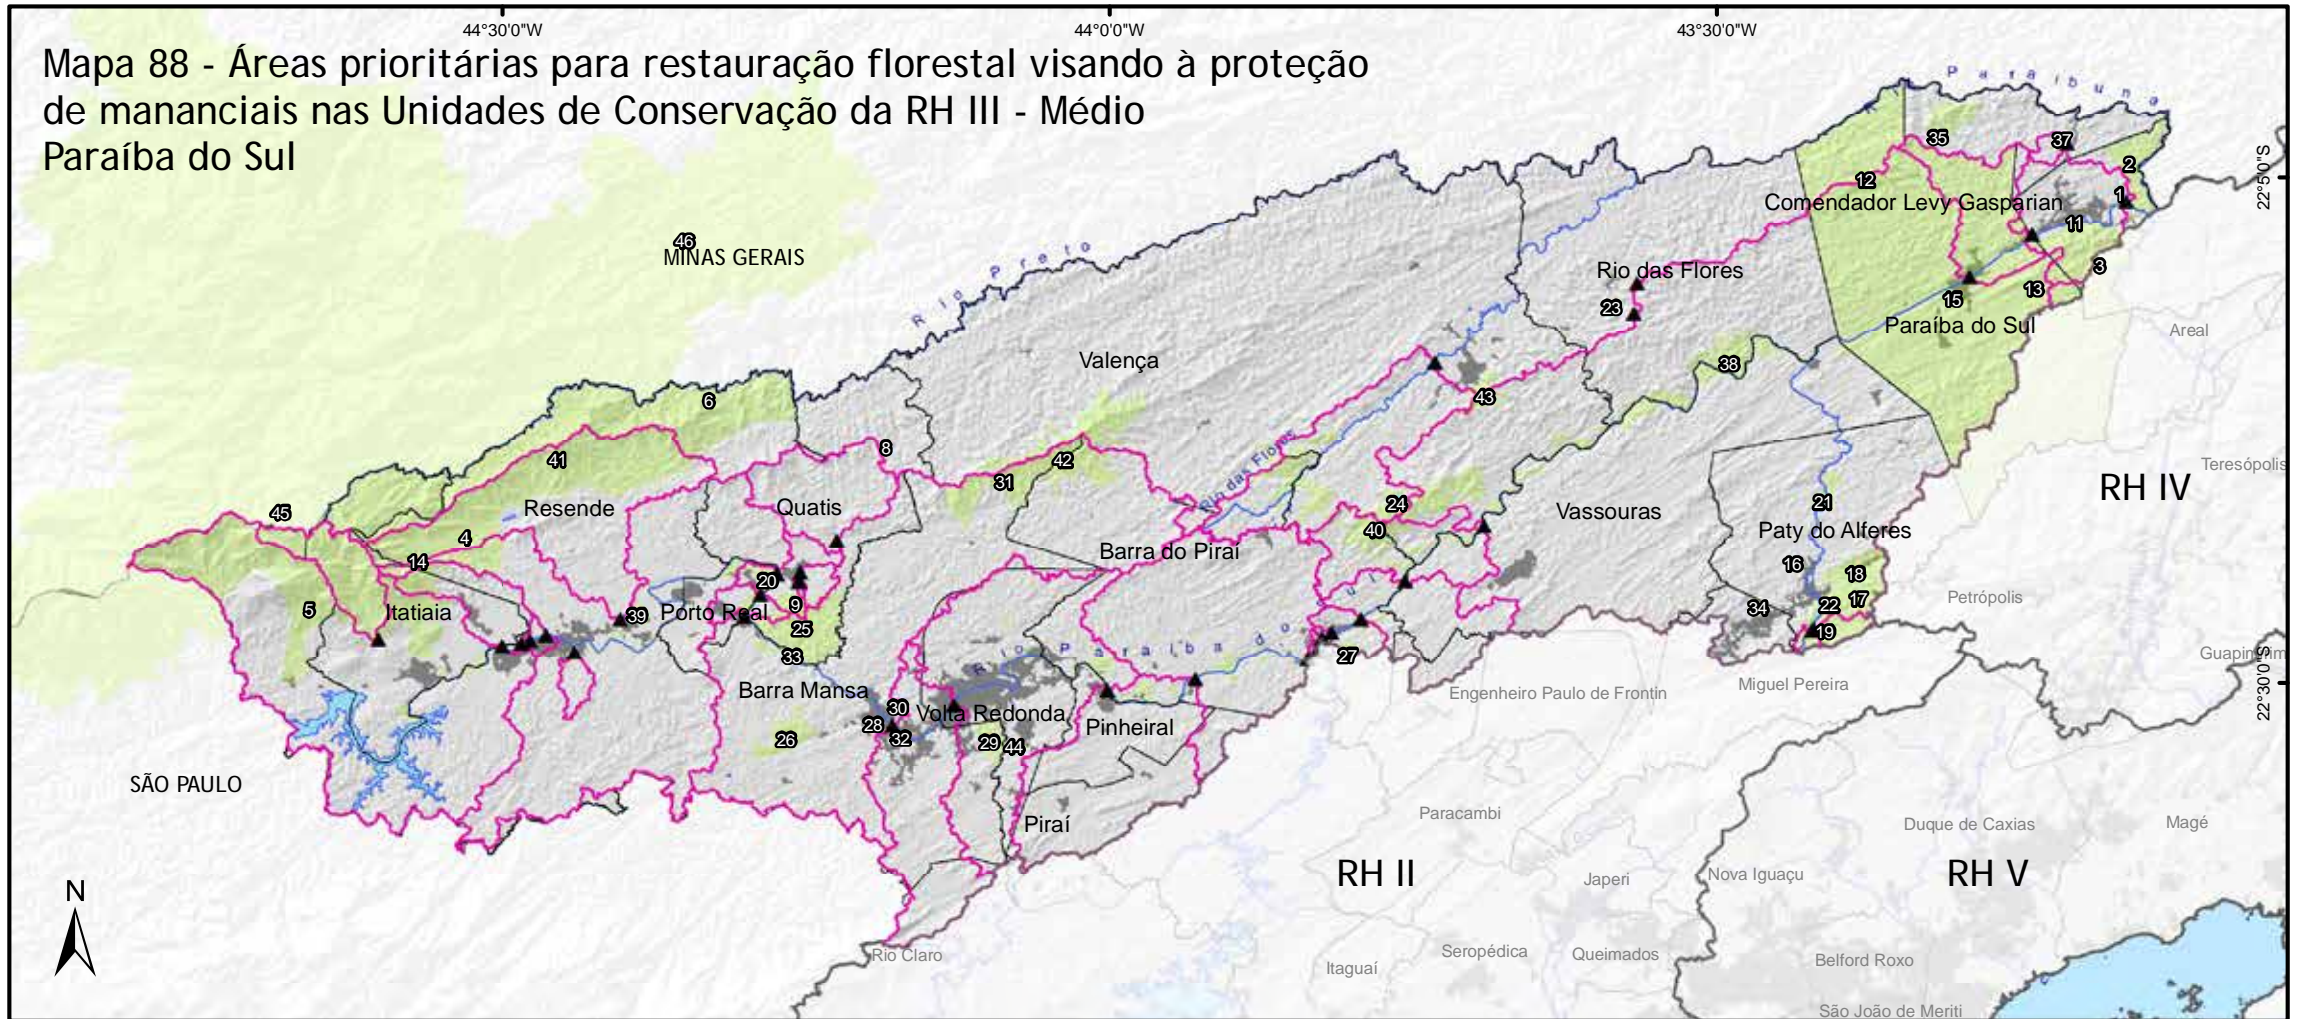 44°30'0"W
44°0'0"W
43°30'0"W
Mapa 88 - Áreas prioritárias para restauração florestal visando à proteção
de mananciais nas Unidades de Conservação da RH III - Médio
Paraíba do Sul
Paraibuna
35
37
2
22°5'0"S
12
1
Comendador Levy Gasparian
11
46
MINAS GERAIS
Rio Preto
Rio das Flores
3
23
15
13
Paraíba do Sul
Areal
Valença
38
6
43
8
41
42
31
Rio das Flores
Teresópolis
RH IV
45
Resende
Quatis
24
Vassouras
21
4
40
Paty do Alferes
14
Barra do Piraí
16
18
20
5
Itatiaia
39
Porto Real
9
34
22
17
Petrópolis
25
19
33
27
Rio Paraíba do Sul
Guapimirim
22°30'0"S
Barra Mansa
Engenheiro Paulo de Frontin
Miguel Pereira
30
28
Volta Redonda
32
26
29
44
Pinheiral
SÃO PAULO
Piraí
Paracambi
Duque de Caxias
Magé
RH II
Japeri
Nova Iguaçu
RH V
N
Rio Claro
Itaguaí
Seropédica
Queimados
Belford Roxo
São João de Meriti